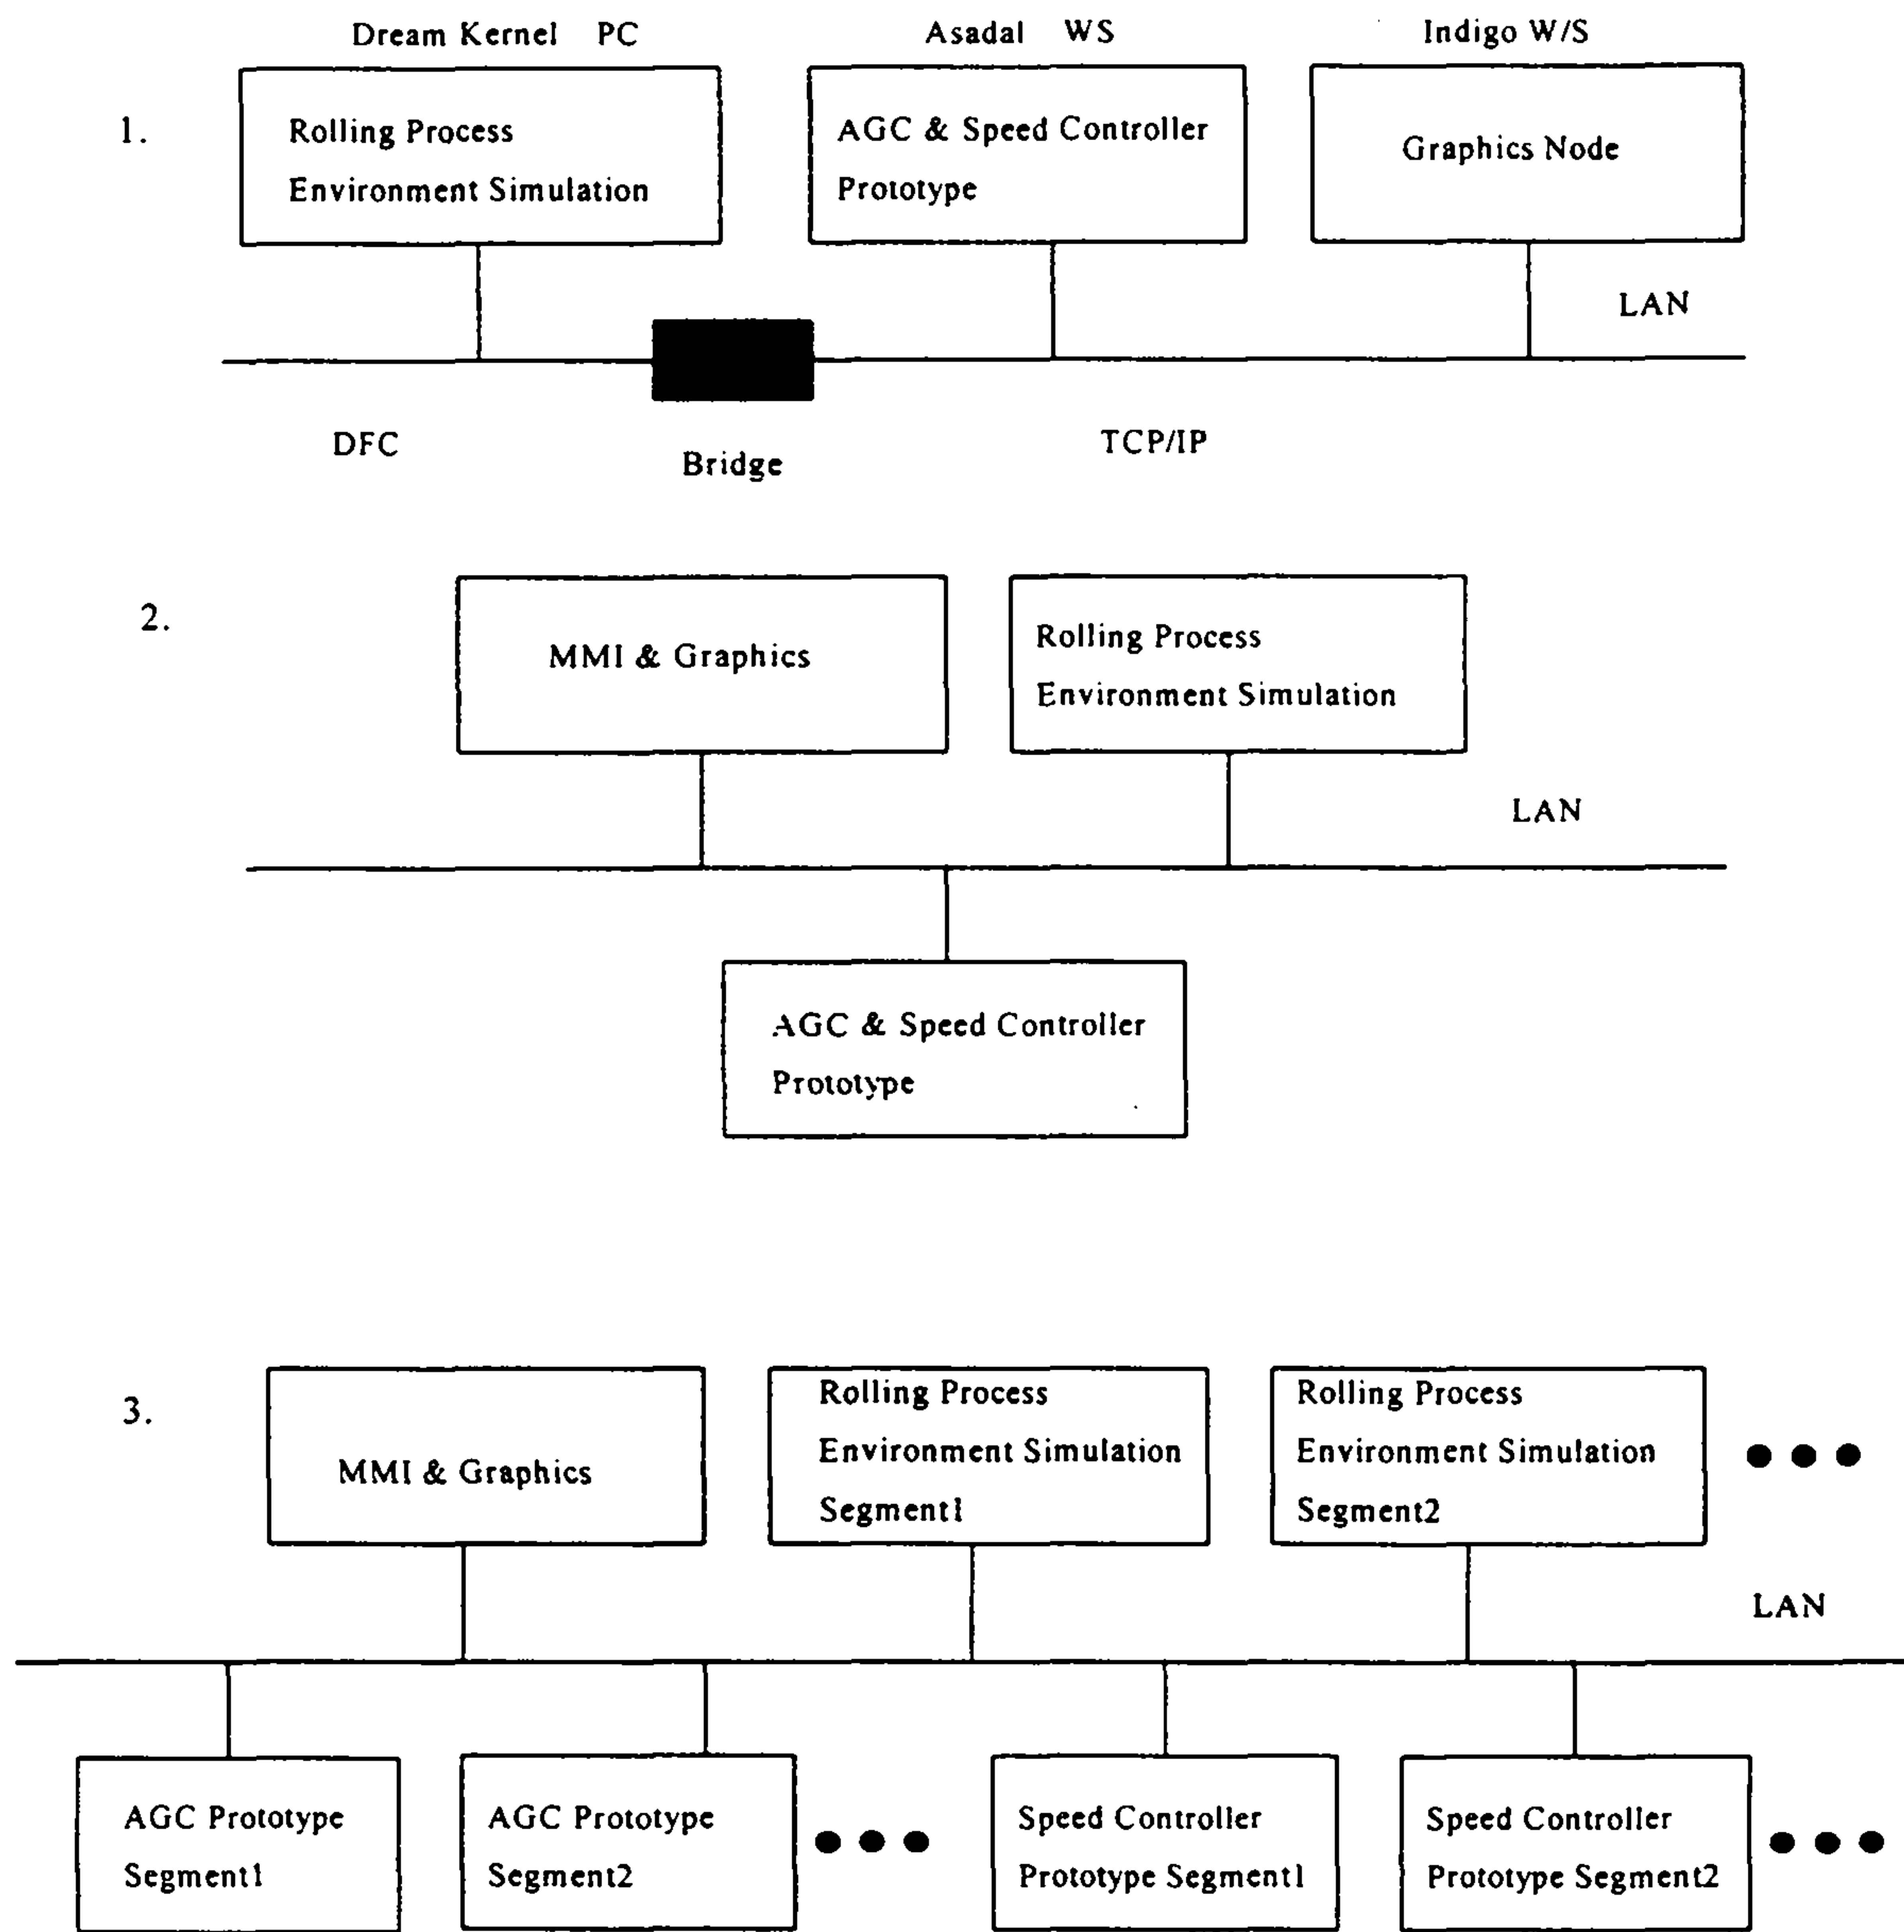 Dream Kernel PC
Asadal WS
Indigo W/S
1.
Rolling Process
Environment Simulation
AGC & Speed Controller
Prototype
Graphics Node
LAN
DFC
Bridge
TCP/IP
2.
MMI & Graphics
Rolling Process
Environment Simulation
LAN
AGC & Speed Controller
Prototype
3.
MMI & Graphics
Rolling Process
Environment Simulation
Segment1
Rolling Process
Environment Simulation
Segment2
LAN
AGC Prototype
Segment1
AGC Prototype
Segment2
Speed Controller
Prototype Segment1
Speed Controller
Prototype Segment2